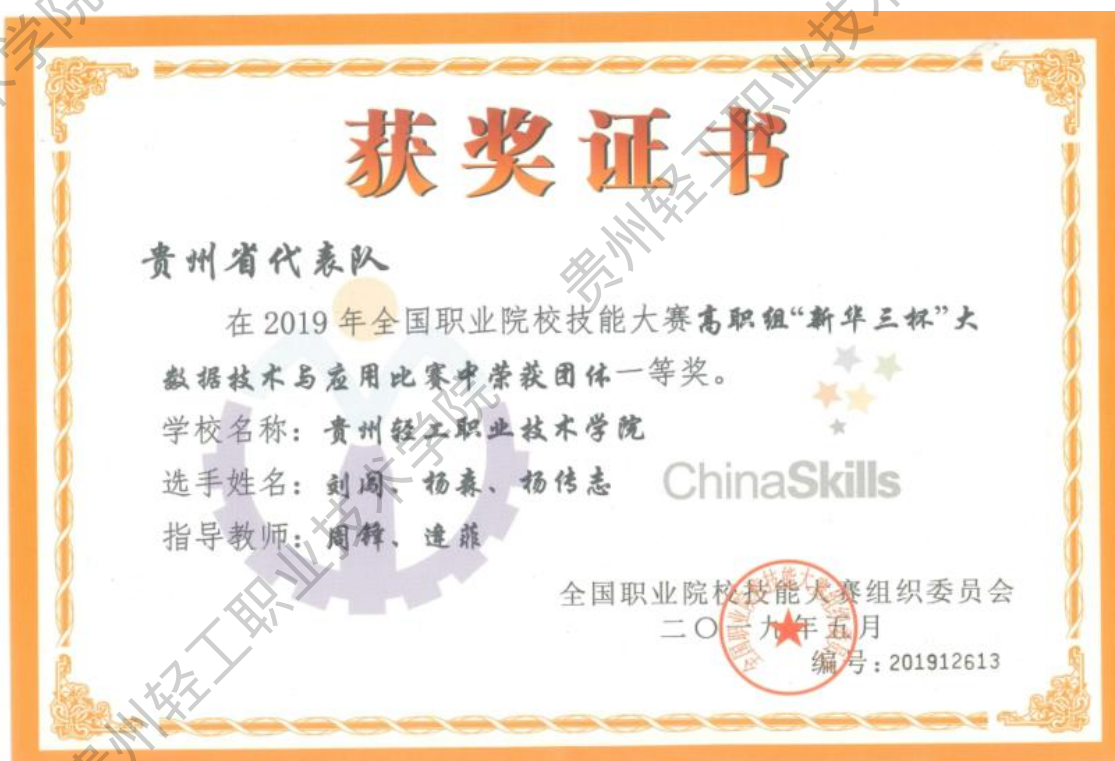 获奖证书
贵州省代表队
在2019年全国职业院校技能大赛高职组“新华三杯”大
数据技术与应用比赛中荣获团体一等奖。
学校名称：贵州轻工职业技术学院
选手姓名：刘闯、杨森、杨传志
指导教师：周锋、逄菲
ChinaSkills
全国职业院校技能大赛组织委员会
二〇一九年五月
编号：201912613
贵州轻工职业技术学院